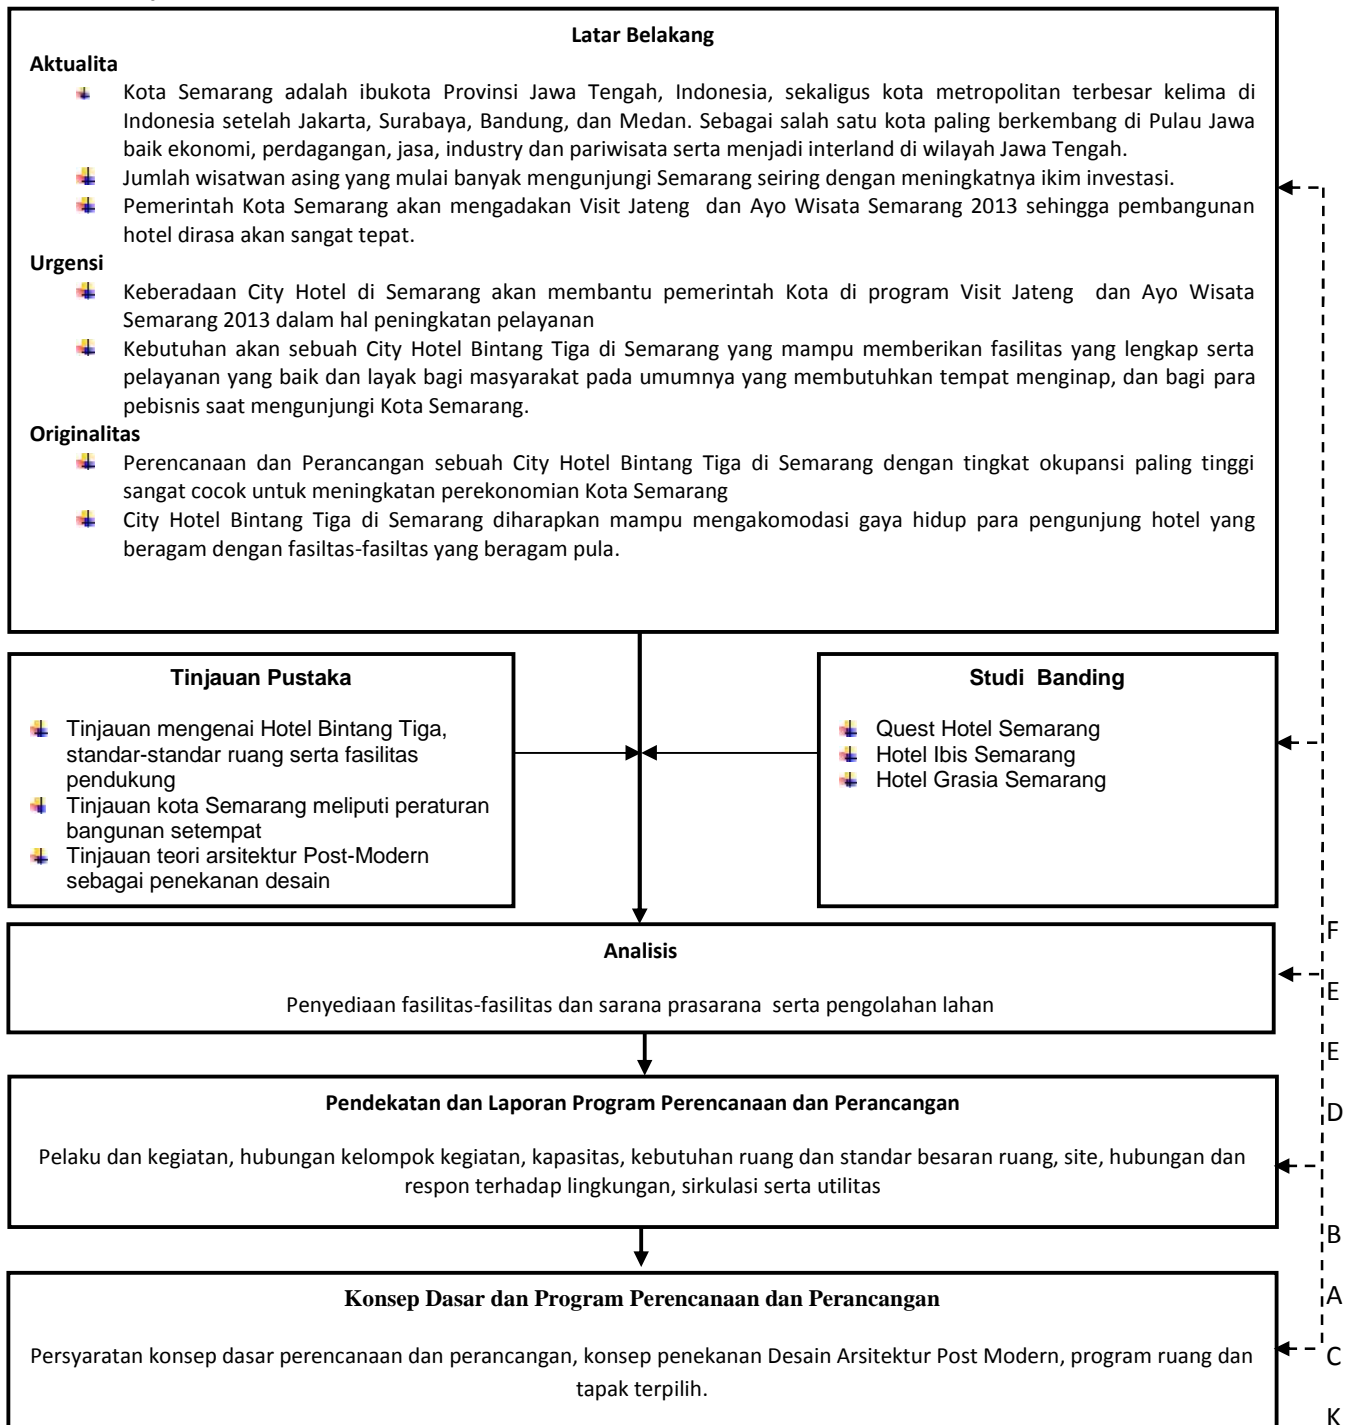 Latar Belakang
Aktualita
Kota Semarang adalah ibukota Provinsi Jawa Tengah, Indonesia, sekaligus kota metropolitan terbesar kelima di
Indonesia setelah Jakarta, Surabaya, Bandung, dan Medan. Sebagai salah satu kota paling berkembang di Pulau Jawa
baik ekonomi, perdagangan, jasa, industry dan pariwisata serta menjadi interland di wilayah Jawa Tengah.
Jumlah wisatwan asing yang mulai banyak mengunjungi Semarang seiring dengan meningkatnya ikim investasi.
Pemerintah Kota Semarang akan mengadakan Visit Jateng dan Ayo Wisata Semarang 2013 sehingga pembangunan
hotel dirasa akan sangat tepat.
Urgensi
Keberadaan City Hotel di Semarang akan membantu pemerintah Kota di program Visit Jateng dan Ayo Wisata
Semarang 2013 dalam hal peningkatan pelayanan
Kebutuhan akan sebuah City Hotel Bintang Tiga di Semarang yang mampu memberikan fasilitas yang lengkap serta
pelayanan yang baik dan layak bagi masyarakat pada umumnya yang membutuhkan tempat menginap, dan bagi para
pebisnis saat mengunjungi Kota Semarang.
Originalitas
Perencanaan dan Perancangan sebuah City Hotel Bintang Tiga di Semarang dengan tingkat okupansi paling tinggi
sangat cocok untuk meningkatan perekonomian Kota Semarang
City Hotel Bintang Tiga di Semarang diharapkan mampu mengakomodasi gaya hidup para pengunjung hotel yang
beragam dengan fasiltas-fasiltas yang beragam pula.
Tinjauan Pustaka
Tinjauan mengenai Hotel Bintang Tiga,
standar-standar ruang serta fasilitas
pendukung
Tinjauan kota Semarang meliputi peraturan
bangunan setempat
Tinjauan teori arsitektur Post-Modern
sebagai penekanan desain
Studi Banding
Quest Hotel Semarang
Hotel Ibis Semarang
Hotel Grasia Semarang
Analisis
Penyediaan fasilitas-fasilitas dan sarana prasarana serta pengolahan lahan
Pendekatan dan Laporan Program Perencanaan dan Perancangan
Pelaku dan kegiatan, hubungan kelompok kegiatan, kapasitas, kebutuhan ruang dan standar besaran ruang, site, hubungan dan
respon terhadap lingkungan, sirkulasi serta utilitas
Konsep Dasar dan Program Perencanaan dan Perancangan
Persyaratan konsep dasar perencanaan dan perancangan, konsep penekanan Desain Arsitektur Post Modern, program ruang dan
tapak terpilih.
F
E
E
D
B
A
C
K